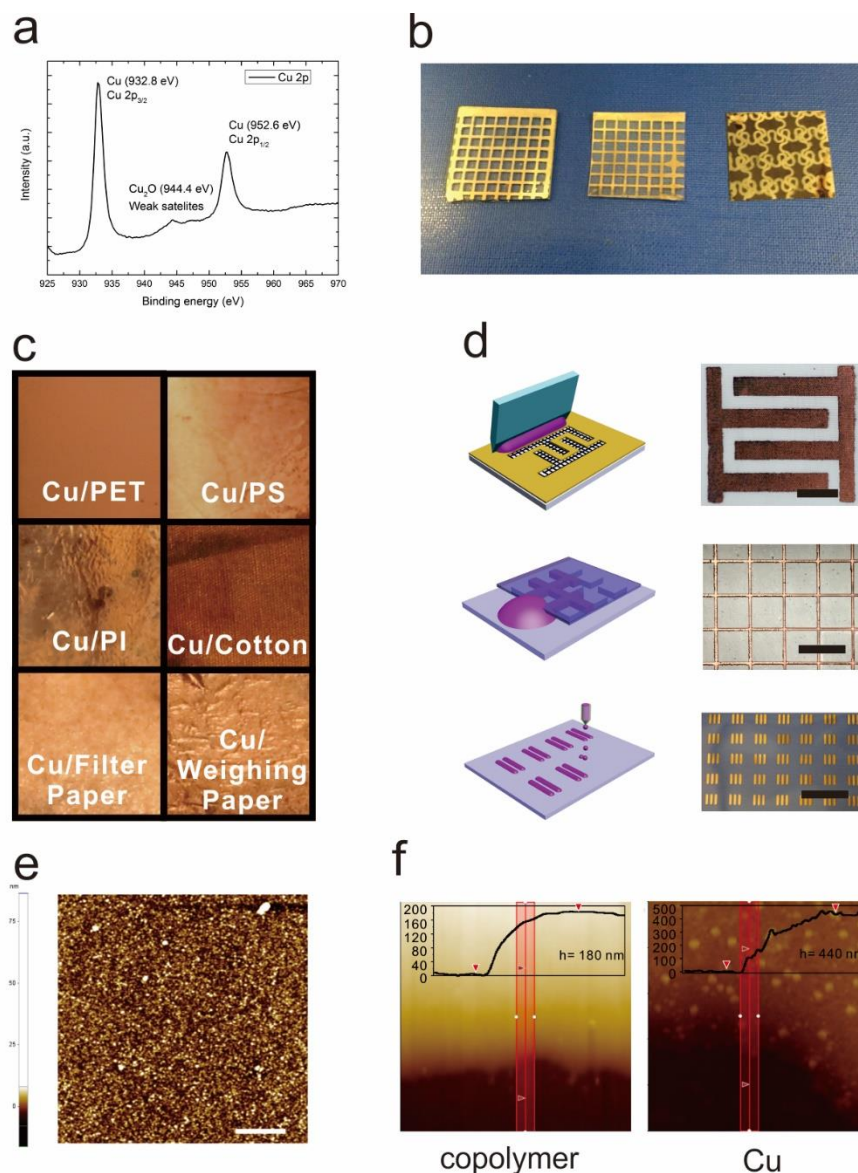 a
Cu (932.8 eV)
Cu 2p3/2
Cu 2p
Cu (952.6 eV)
Cu 2p1/2
Cu2O (944.4 eV)
Weak satelites
Intensity (a.u.)
925 930 935 940 945 950 955 960 965 970
Binding energy (eV)
b
c
Cu/PET
Cu/PS
Cu/PI
Cu/Cotton
Cu/Filter
Paper
Cu/
Weighing
Paper
d
e
nm
75
50
25
0
f
200
160
120
80
40
0
h= 180 nm
500
400
300
200
100
0
h= 440 nm
copolymer
Cu